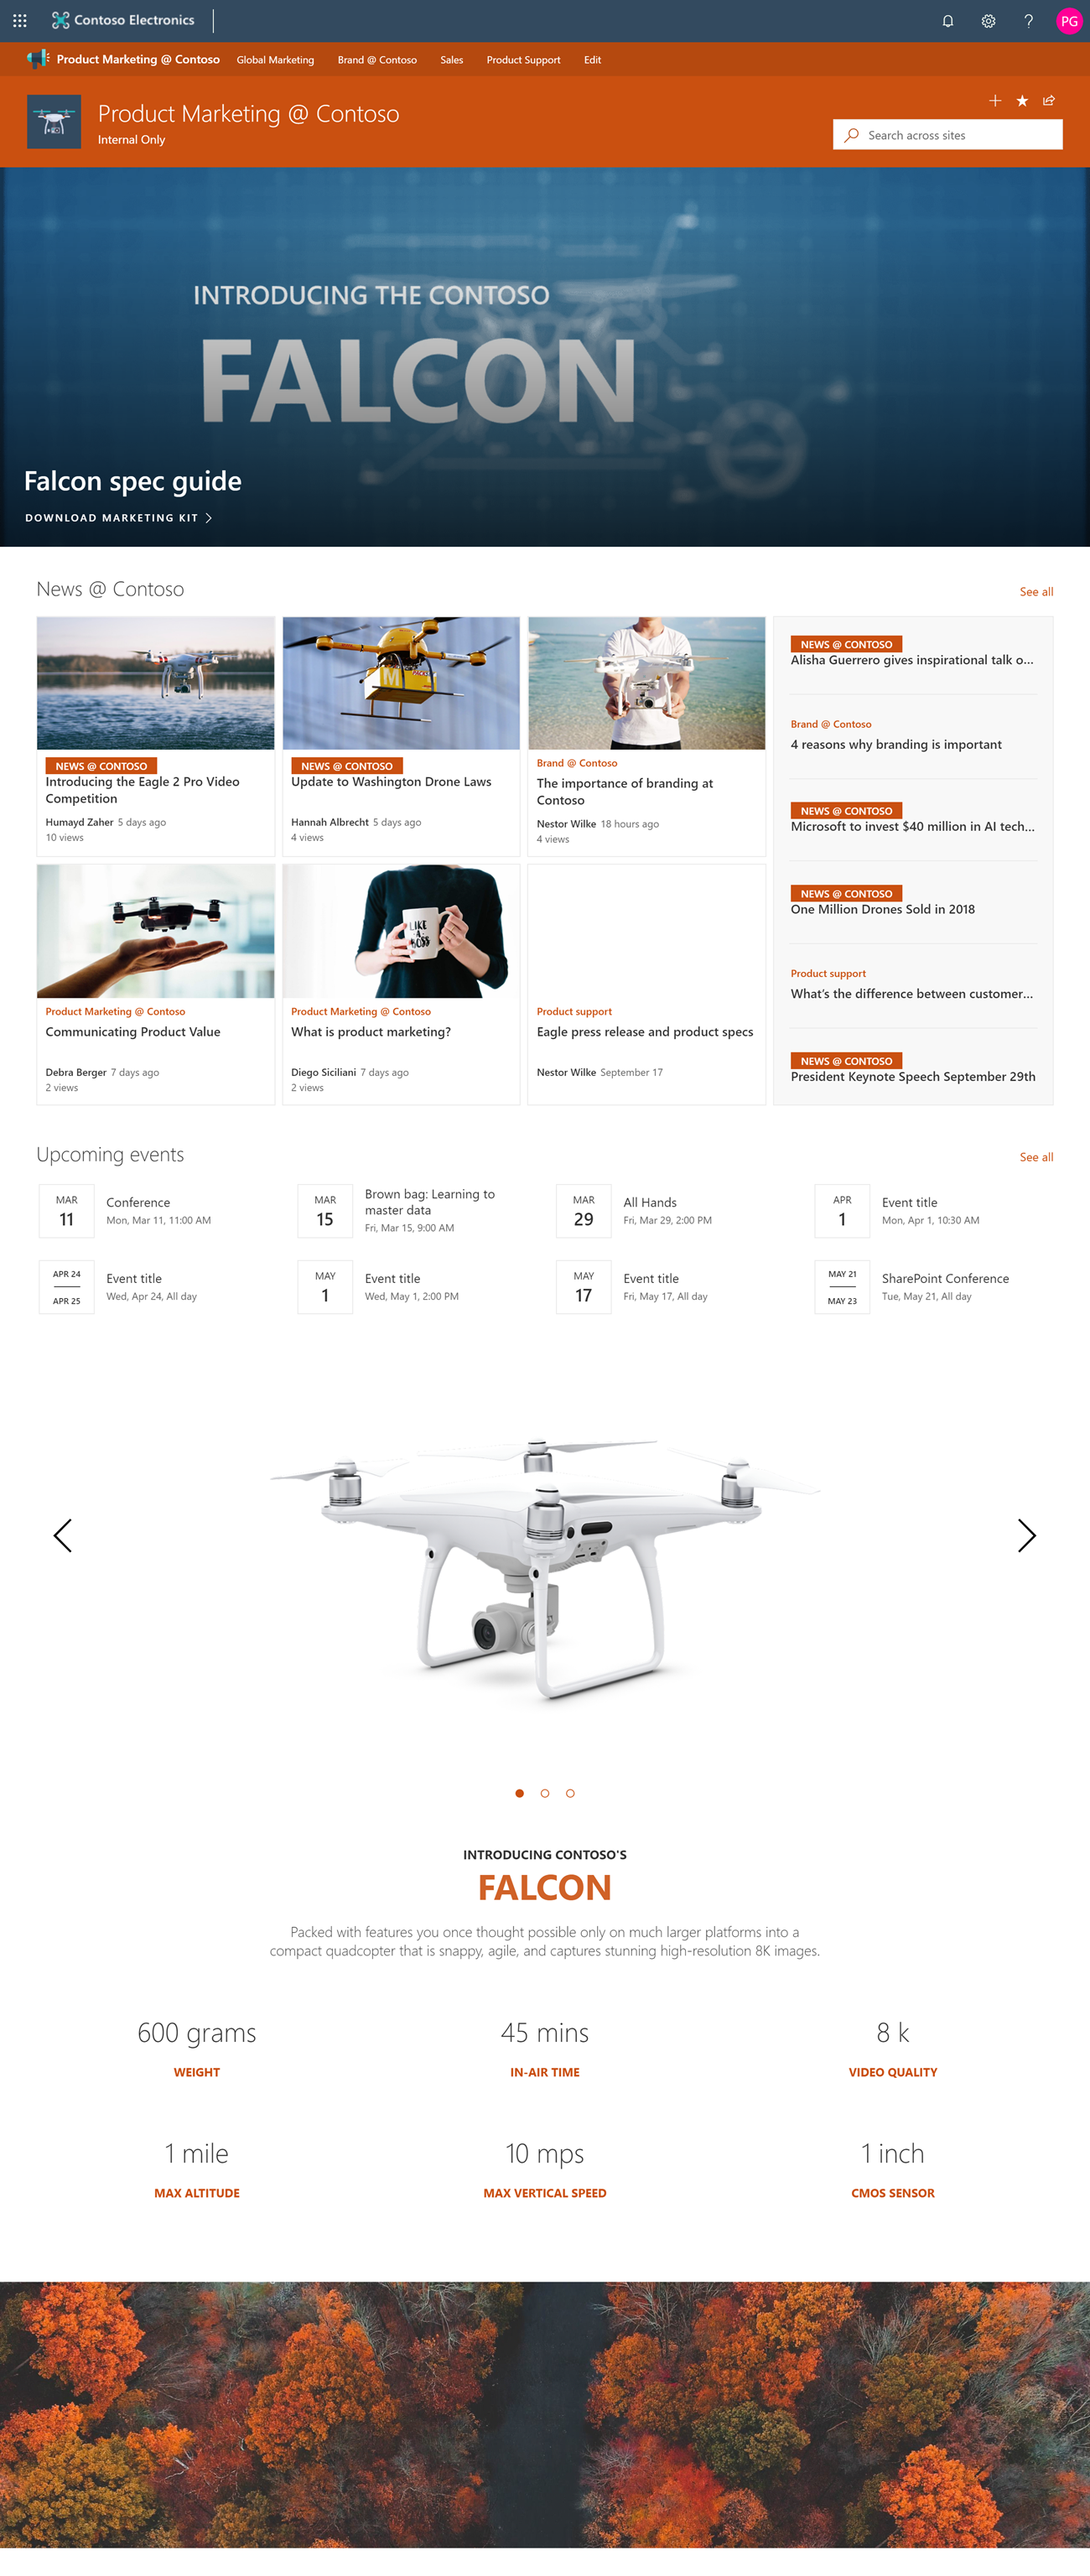 Contoso Electronics
PG
Product Marketing @ Contoso
Global Marketing
Brand @ Contoso
Sales
Product Support
Edit
Product Marketing @ Contoso
Internal Only
Search across sites
INTRODUCING THE CONTOSO
FALCON
Falcon spec guide
DOWNLOAD MARKETING KIT
News @ Contoso
See all
NEWS @ CONTOSO
Introducing the Eagle 2 Pro Video
Competition
Humayd Zaher 5 days ago
10 views
NEWS @ CONTOSO
Update to Washington Drone Laws
Hannah Albrecht 5 days ago
4 views
Brand @ Contoso
The importance of branding at
Contoso
Nestor Wilke 18 hours ago
4 views
LIKE
A
BOSS
Product Marketing @ Contoso
Communicating Product Value
Debra Berger 7 days ago
2 views
Product Marketing @ Contoso
What is product marketing?
Diego Siciliani 7 days ago
2 views
Product support
Eagle press release and product specs
Nestor Wilke September 17
NEWS @ CONTOSO
Alisha Guerrero gives inspirational talk o...
Brand @ Contoso
4 reasons why branding is important
NEWS @ CONTOSO
Microsoft to invest $40 million in AI tech...
NEWS @ CONTOSO
One Million Drones Sold in 2018
Product support
What's the difference between customer...
NEWS @ CONTOSO
President Keynote Speech September 29th
Upcoming events
See all
MAR
11
Conference
Mon, Mar 11, 11:00 AM
MAR
15
Brown bag: Learning to
master data
Fri, Mar 15, 9:00 AM
MAR
29
All Hands
Fri, Mar 29, 2:00 PM
APR
1
Event title
Mon, Apr 1, 10:30 AM
APR 24
APR 25
Event title
Wed, Apr 24, All day
MAY
1
Event title
Wed, May 1, 2:00 PM
MAY
17
Event title
Fri, May 17, All day
MAY 21
MAY 23
SharePoint Conference
Tue, May 21, All day
INTRODUCING CONTOSO'S
FALCON
Packed with features you once thought possible only on much larger platforms into a
compact quadcopter that is snappy, agile, and captures stunning high-resolution 8K images.
600 grams
WEIGHT
45 mins
IN-AIR TIME
8 k
VIDEO QUALITY
1 mile
MAX ALTITUDE
10 mps
MAX VERTICAL SPEED
1 inch
CMOS SENSOR